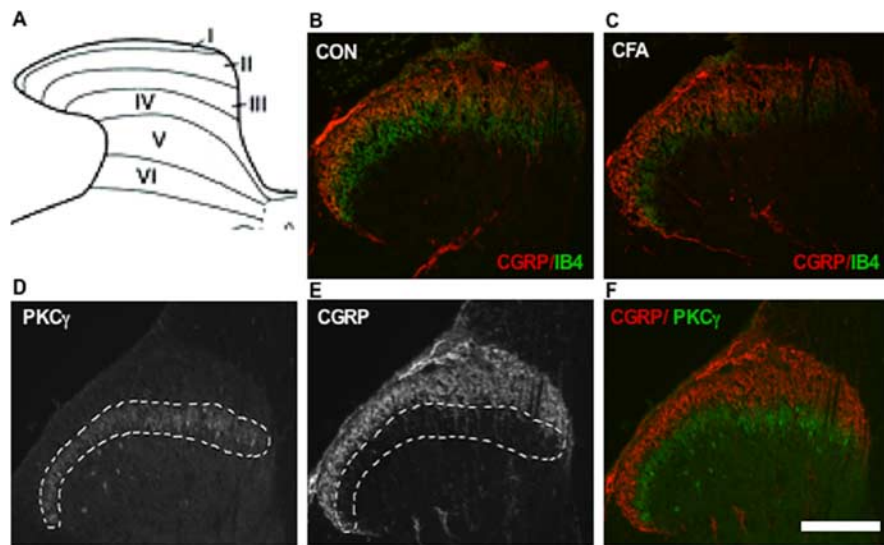 A
I
II
III
IV
V
VI
B
CON
CGRP/IB4
C
CFA
CGRP/IB4
D
PKCγ
E
CGRP
F
CGRP/ PKCγ